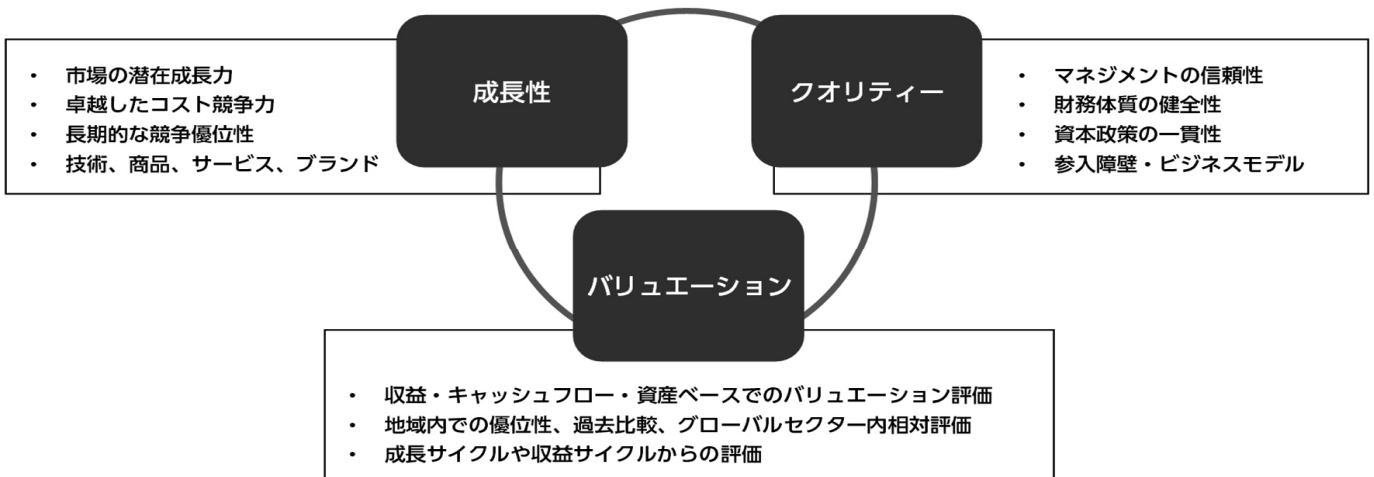 成長性
・ 市場の潜在成長力
・ 卓越したコスト競争力
・ 長期的な競争優位性
・ 技術、商品、サービス、ブランド
クオリティー
・ マネジメントの信頼性
・ 財務体質の健全性
・ 資本政策の一貫性
・ 参入障壁・ビジネスモデル
バリュエーション
・ 収益・キャッシュフロー・資産ベースでのバリュエーション評価
・ 地域内での優位性、過去比較、グローバルセクター内相対評価
・ 成長サイクルや収益サイクルからの評価